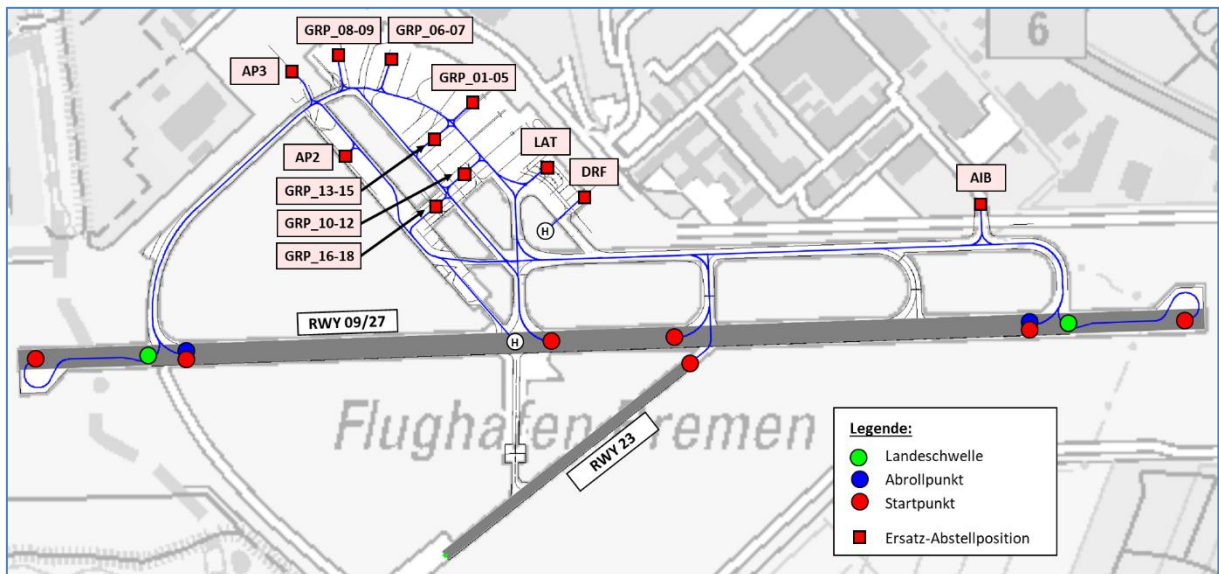 GRP_08-09
GRP_06-07
6
AP3
GRP_01-05
AP2
LAT
GRP_13-15
DRF
AIB
GRP_10-12
H
GRP_16-18
RWY 09/27
H
Flughafen Bremen
RWY 23
Legende:
Landeschwelle
Abrollpunkt
Startpunkt
Ersatz-Abstellposition